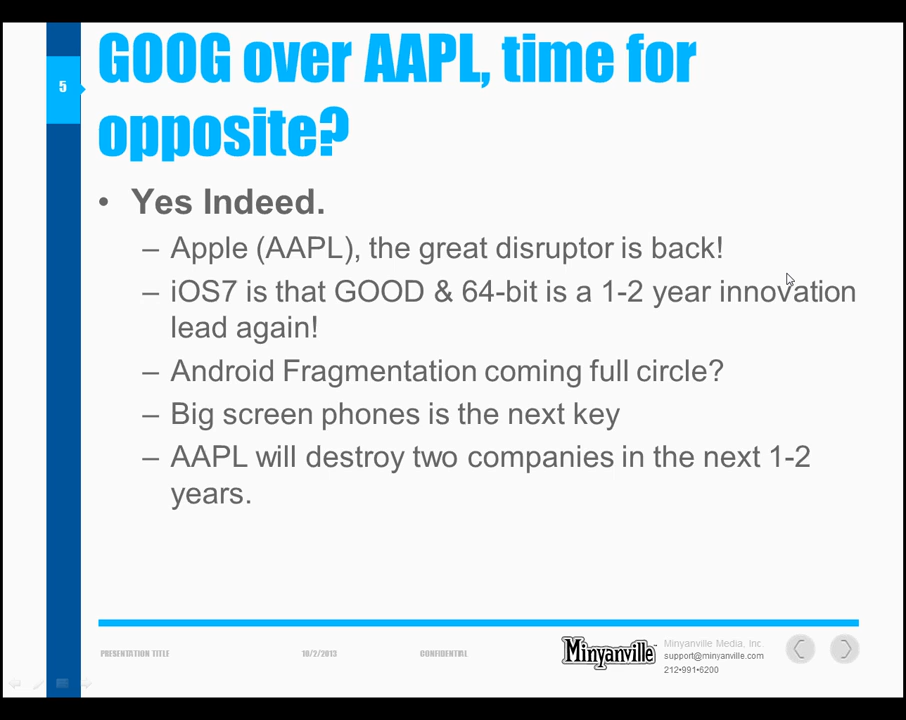 GOOG over AAPL, time for
opposite?
5
• Yes Indeed.
– Apple (AAPL), the great disruptor is back!
– iOS7 is that GOOD & 64-bit is a 1-2 year innovation
lead again!
– Android Fragmentation coming full circle?
– Big screen phones is the next key
– AAPL will destroy two companies in the next 1-2
years.
PRESENTATION TITLE
10/2/2013
CONFIDENTIAL
Minyanville
Minyanville Media, Inc.
support@minyanville.com
212•991•6200